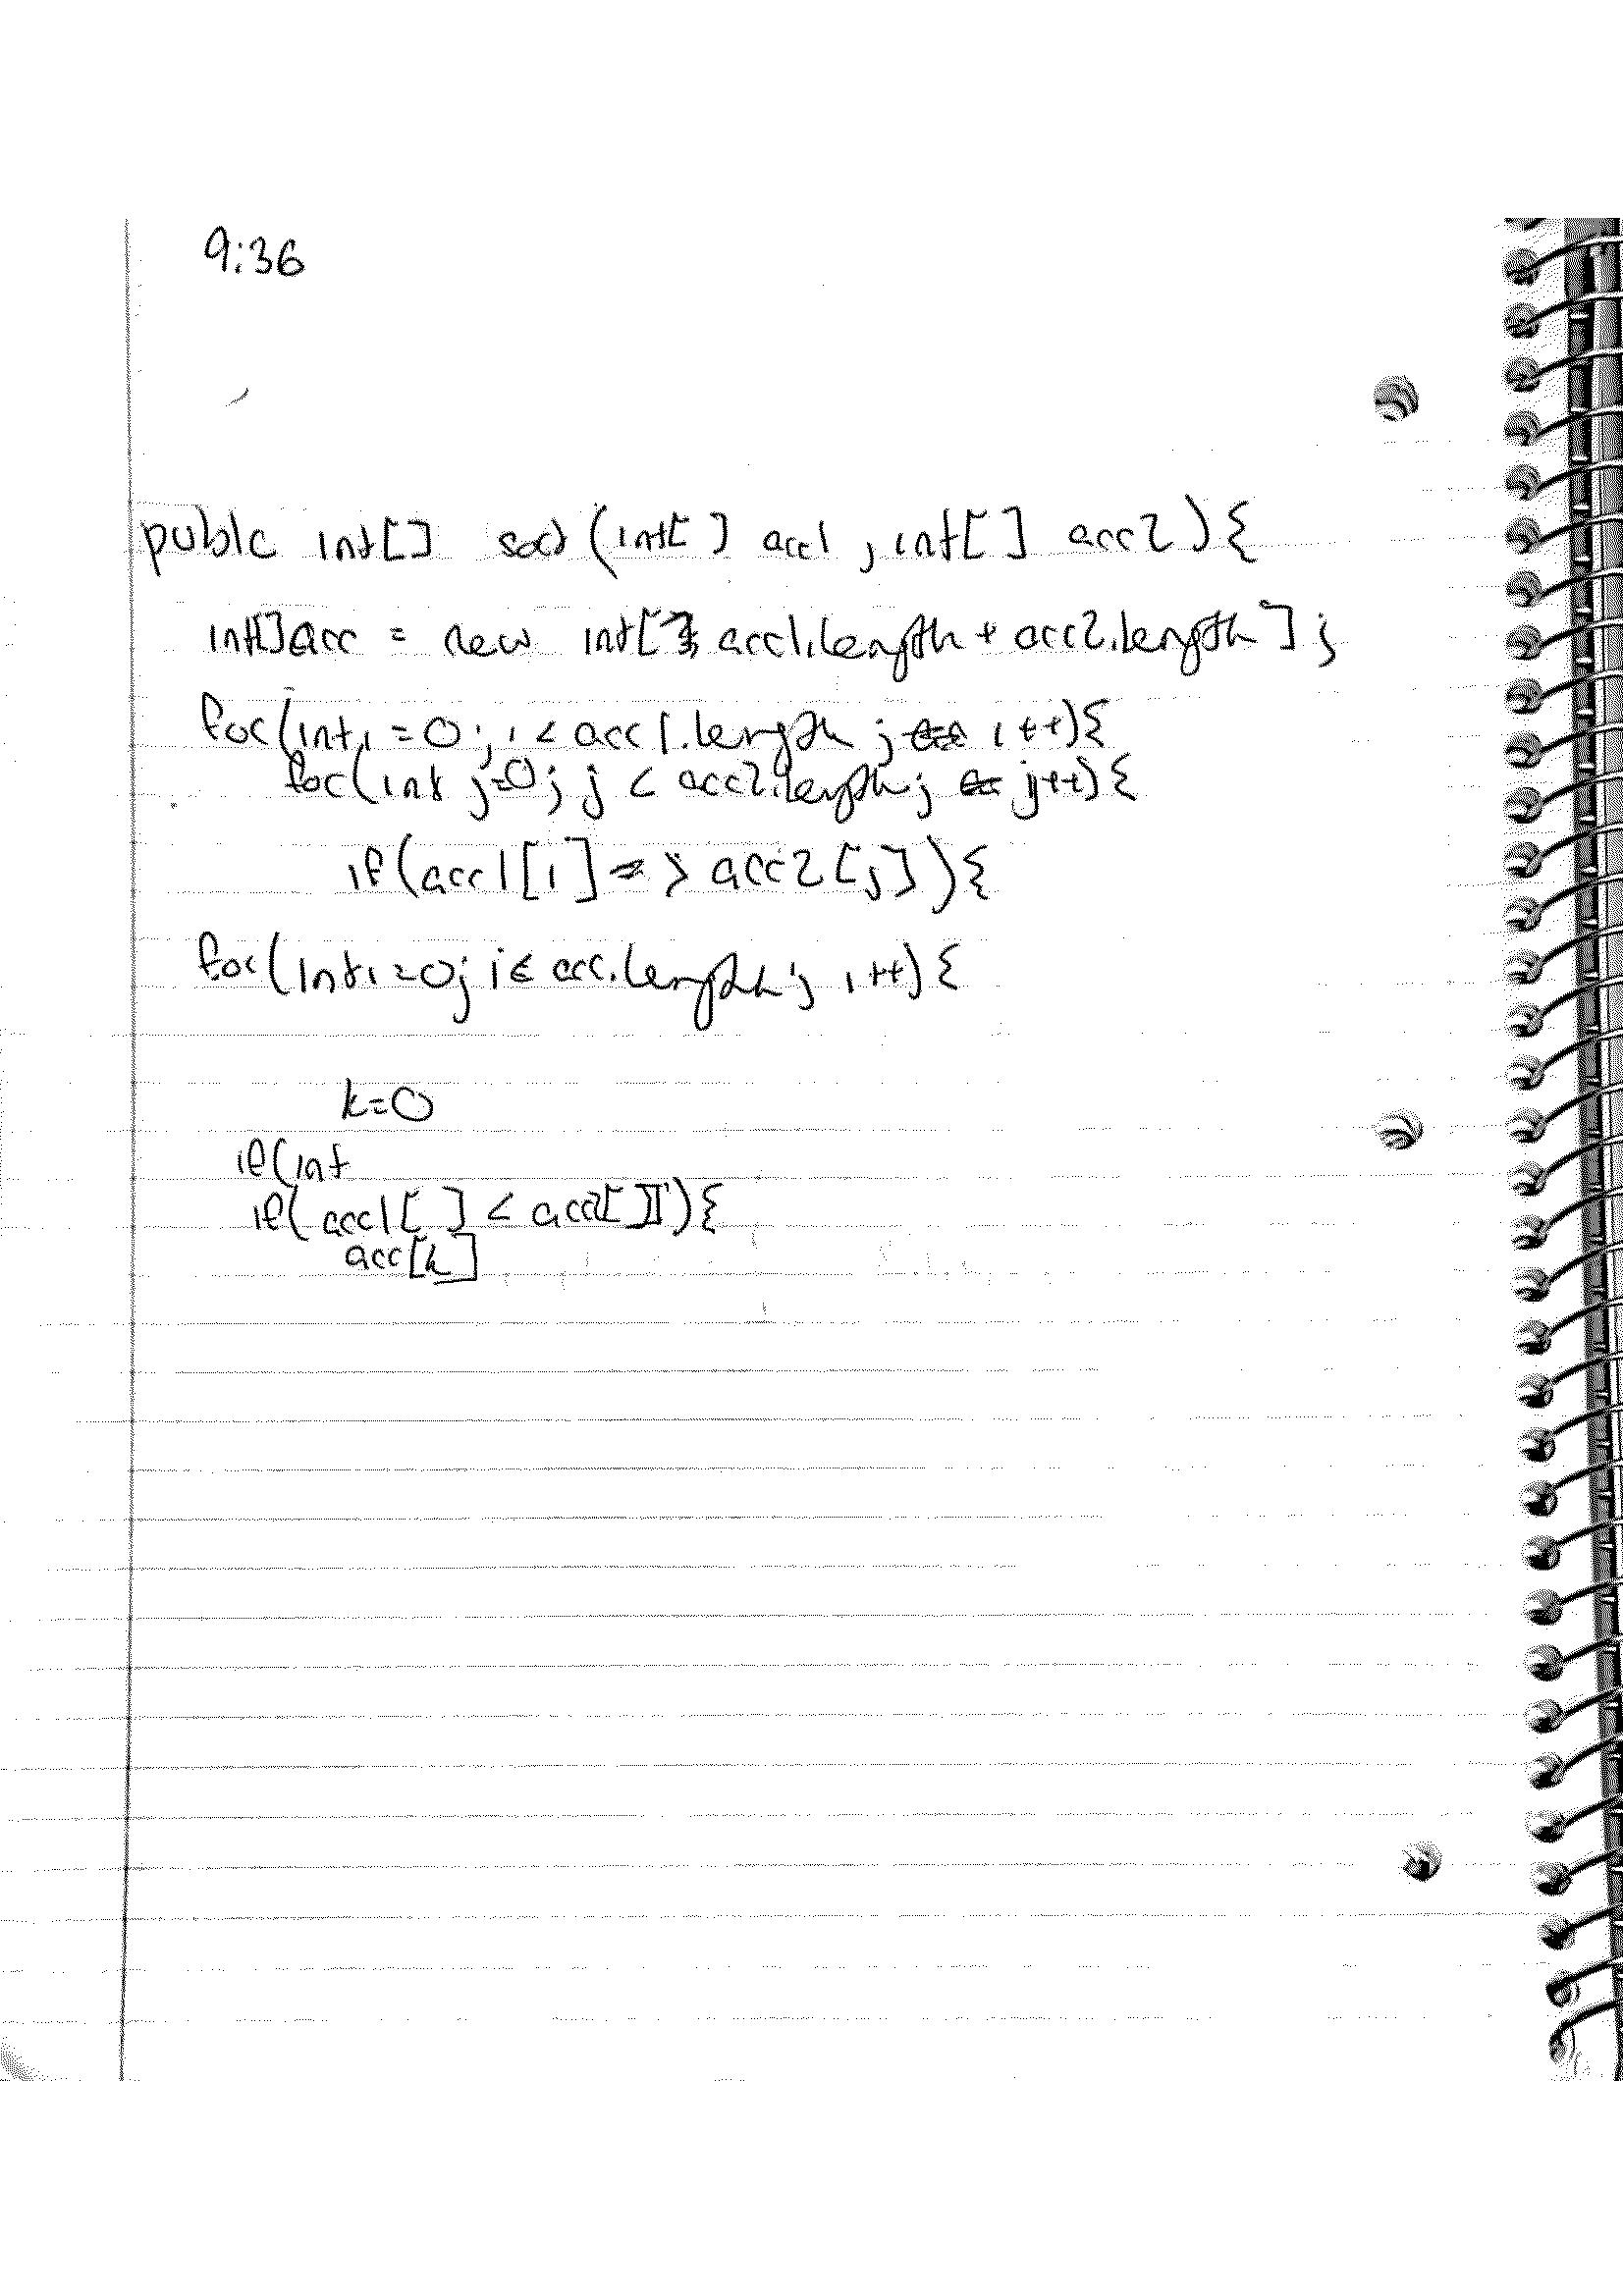 9:36
public int[] sort (int[] arr1, int[] arr2){
int[]arr = new int[ arr1.length + arr2.length];
for(int i = 0; i < arr1.length; i++){
for(int j=0; j < arr2.length; j++){
if(arr1[i] > arr2[j]){
for(int i=0; i≤ arr.length; i++){
k=0
if(int
if(arr1[ ] < arr2[ ]){
arr[k]